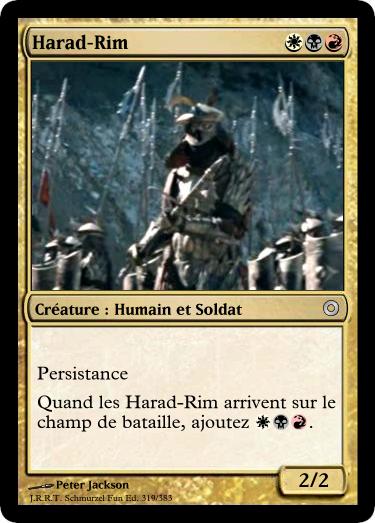 Harad-Rim
Créature : Humain et Soldat
Persistance
Quand les Harad-Rim arrivent sur le
champ de bataille, ajoutez .
Peter Jackson
2/2
J.R.R.T. Schmurzel Fun Ed. 319/383